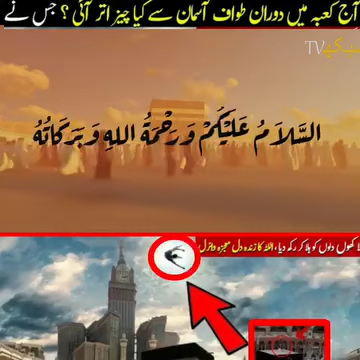 آج کعبہ میں دوران طواف آسمان سے کیا چیز اتر آئی ؟ جس نے
TV
السَّلَامُ عَلَيْكُمْ وَرَحْمَةُ اللهِ وَبَرَكَاتُهُ
لاکھوں دلوں کو ہلا کر رکھ دیا ، اللہ کا زندہ دل معجزہ